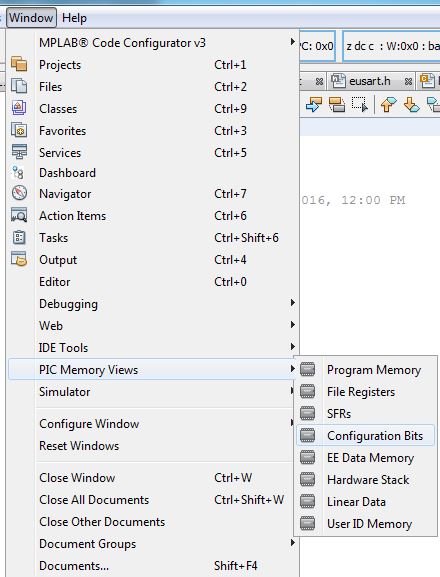 Window Help
MPLAB® Code Configurator v3
PC: 0x0 z dc c : W:0x0 : ba
Projects Ctrl+1
Files Ctrl+2
eusart.h
Classes Ctrl+9
Favorites Ctrl+3
Services Ctrl+5
Dashboard
Navigator Ctrl+7
016, 12:00 PM
Action Items Ctrl+6
Tasks Ctrl+Shift+6
Output Ctrl+4
Editor Ctrl+0
Debugging
Web
IDE Tools
PIC Memory Views
Simulator
Configure Window
Reset Windows
Close Window Ctrl+W
Close All Documents Ctrl+Shift+W
Close Other Documents
Document Groups
Documents... Shift+F4
Program Memory
File Registers
SFRs
Configuration Bits
EE Data Memory
Hardware Stack
Linear Data
User ID Memory